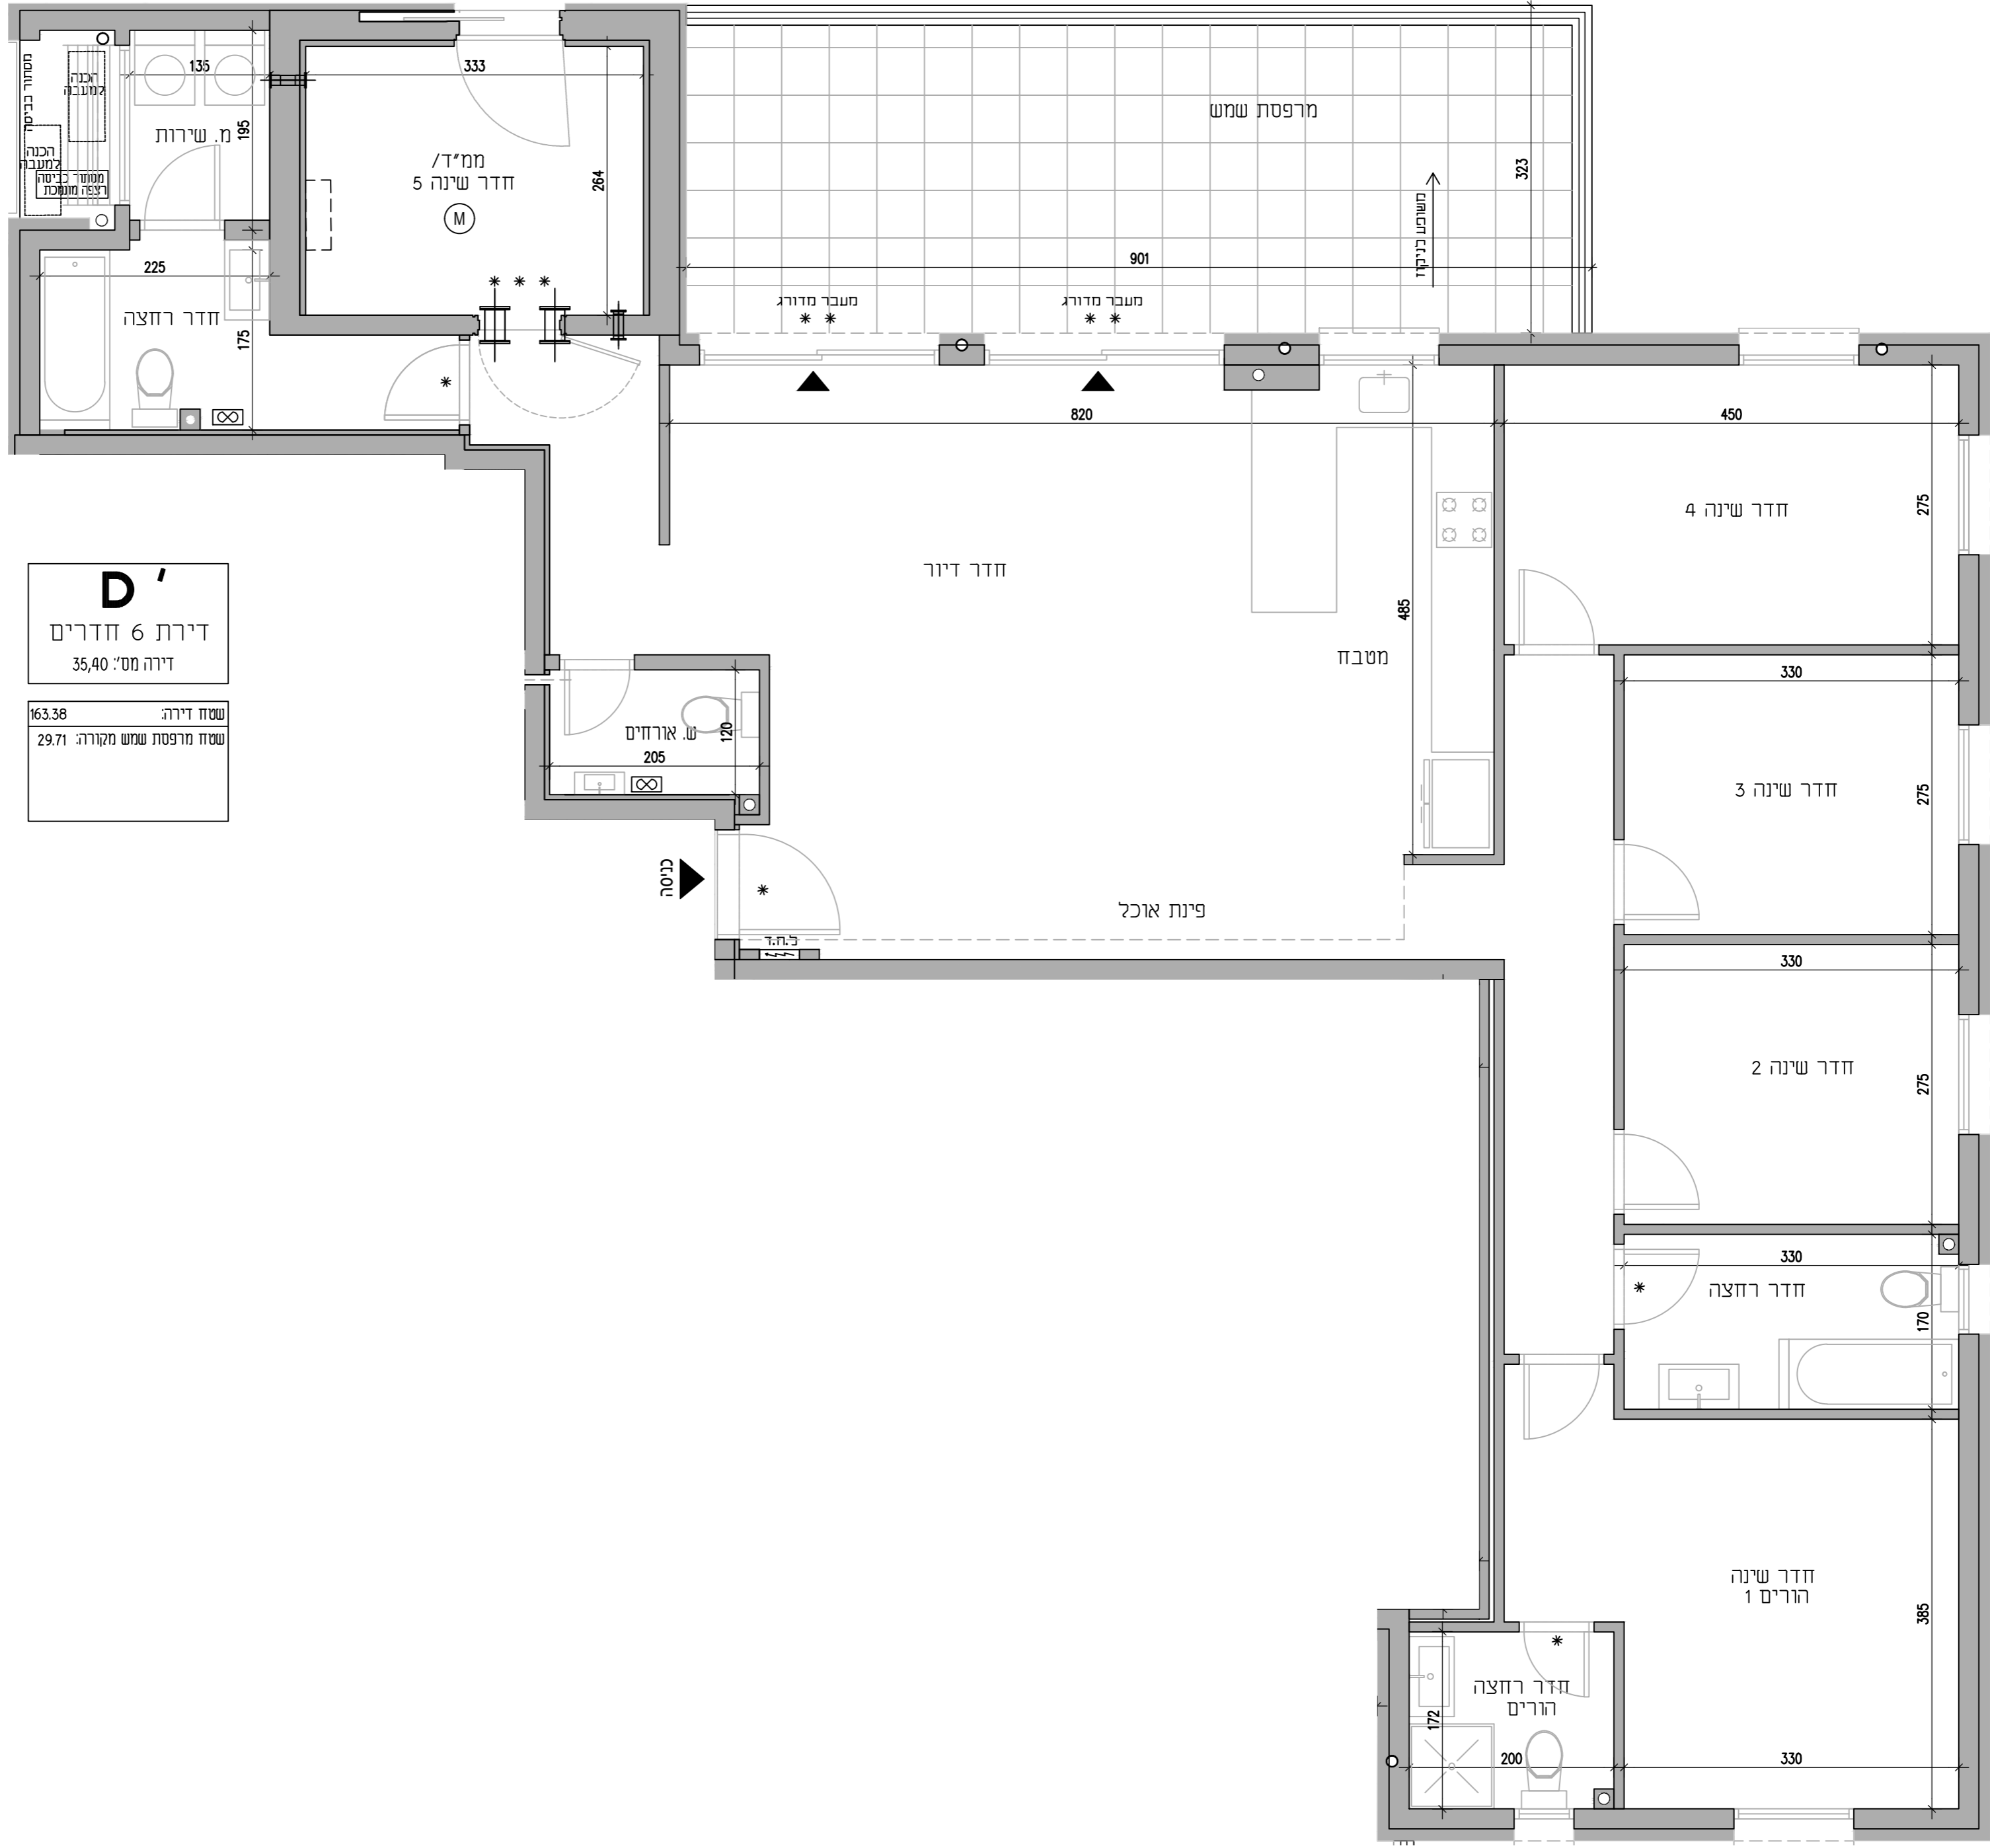 מסתור כביסה
הכנה
למעבה
הכנה
למעבה
מסתור כביסה
רצפה מונמכת
135
195
מ. שירות
333
264
ממ״ד/
חדר שינה 5
M
מרפסת שמש
323
משופע לניקוז
901
מעבר מדורג
מעבר מדורג
225
חדר רחצה
175
820
450
חדר שינה 4
275
חדר דיור
485
מטבח
D '
דירת 6 חדרים
דירה מס': 35,40
שטח דירה: 163.38
שטח מרפסת שמש מקורה: 29.71
ש. אורחים
120
205
330
חדר שינה 3
275
כניסה
פינת אוכל
ל.ח.ד
330
חדר שינה 2
275
330
חדר רחצה
170
חדר שינה
הורים 1
385
חדר רחצה
הורים
172
200
330